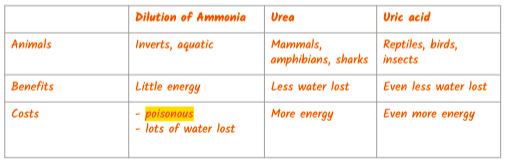 Dilution of Ammonia Urea Uric acid
Animals Inverts, aquatic Mammals, amphibians, sharks Reptiles, birds, insects
Benefits Little energy Less water lost Even less water lost
Costs - poisonous More energy Even more energy
- lots of water lost